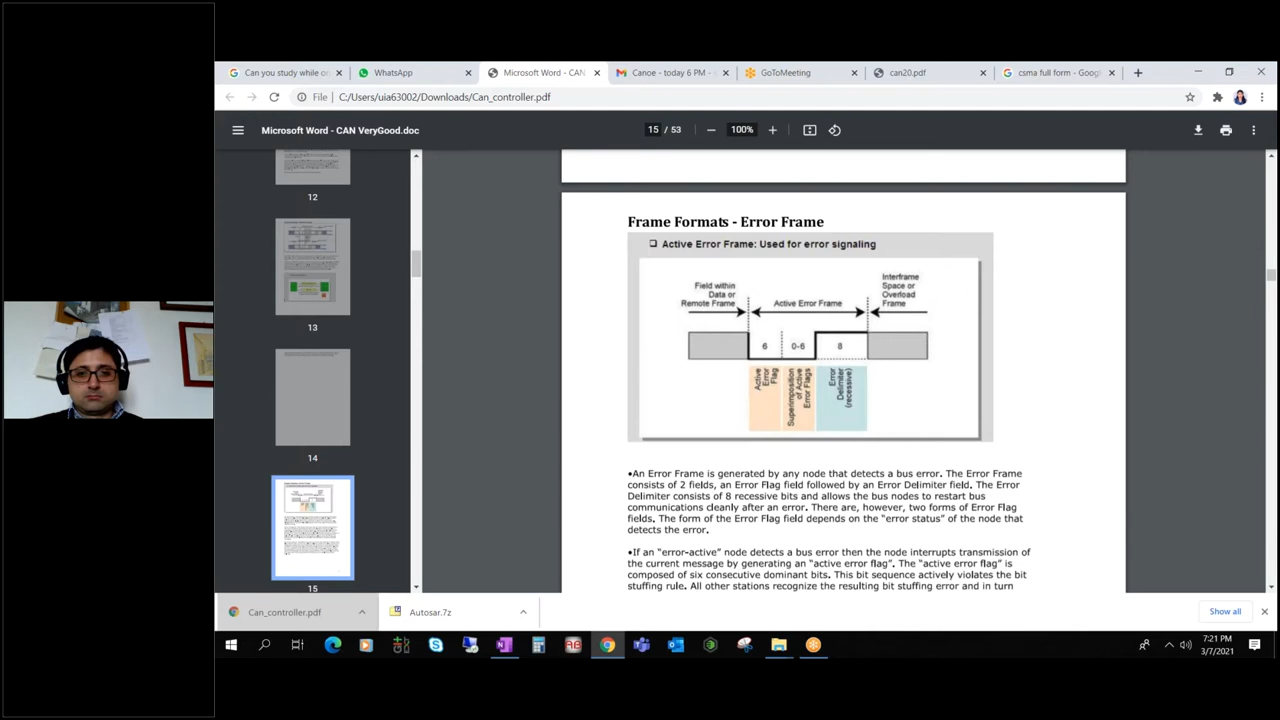 Can you study while or
WhatsApp
Microsoft Word - CAN
Canoe - today 6 PM -
GoToMeeting
can20.pdf
csma full form - Goog
File
C:/Users/uia63002/Downloads/Can_controller.pdf
Microsoft Word - CAN VeryGood.doc
15 / 53
100%
12
13
14
15
Frame Formats - Error Frame
Active Error Frame: Used for error signaling
Field within
Data or
Remote Frame
Active Error Frame
Interframe
Space or
Overload
Frame
6
0-6
8
Active
Error
Flag
Superimposition
of Active
Error Flags
Error
Delimiter
(recessive)
•An Error Frame is generated by any node that detects a bus error. The Error Frame
consists of 2 fields, an Error Flag field followed by an Error Delimiter field. The Error
Delimiter consists of 8 recessive bits and allows the bus nodes to restart bus
communications cleanly after an error. There are, however, two forms of Error Flag
fields. The form of the Error Flag field depends on the “error status” of the node that
detects the error.
•If an “error-active” node detects a bus error then the node interrupts transmission of
the current message by generating an “active error flag”. The “active error flag” is
composed of six consecutive dominant bits. This bit sequence actively violates the bit
stuffing rule. All other stations recognize the resulting bit stuffing error and in turn
Can_controller.pdf
Autosar.7z
Show all
7:21 PM
3/7/2021